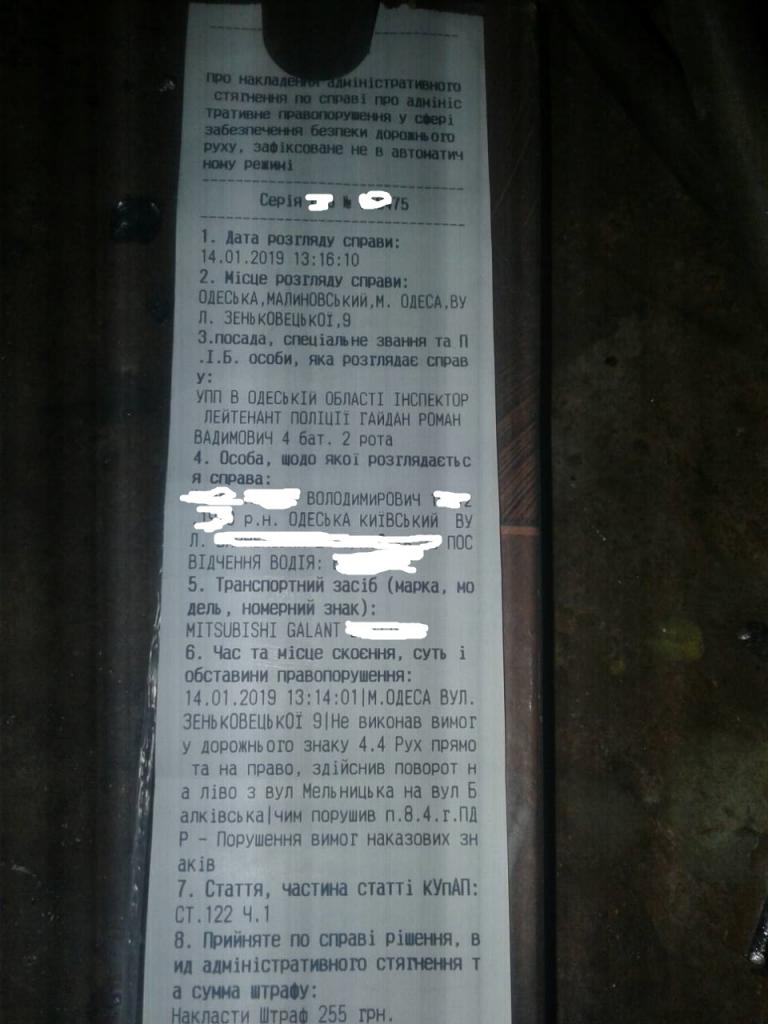 Про накладення адміністративного
стягнення по справі про адмініс
тративне правопорушення у сфері
забезпечення безпеки дорожнього
руху, зафіксоване не в автоматич
ному режимі
Серія № 75
1. Дата розгляду справи:
14.01.2019 13:16:10
2. Місце розгляду справи:
ОДЕСЬКА,МАЛИНОВСЬКИЙ,М. ОДЕСА,ВУ
Л. ЗЕНЬКОВЕЦЬКОЇ,9
3.посада, спеціальне звання та П
.І.Б. особи, яка розглядає справ
у:
УПП В ОДЕСЬКІЙ ОБЛАСТІ ІНСПЕКТОР
ЛЕЙТЕНАНТ ПОЛІЦІЇ ГАЙДАН РОМАН
ВАДИМОВИЧ 4 бат. 2 рота
4. Особа, щодо якої розглядаєтьс
я справа:
ВОЛОДИМИРОВИЧ 2
р.н. ОДЕСЬКА КИЇВСЬКИЙ ВУ
Л. ПОС
ВІДЧЕННЯ ВОДІЯ:
5. Транспортний засіб (марка, мо
дель, номерний знак):
MITSUBISHI GALANT
6. Час та місце скоєння, суть і
обставини правопорушення:
14.01.2019 13:14:01|М.ОДЕСА ВУЛ.
ЗЕНЬКОВЕЦЬКОЇ 9|Не виконав вимог
у дорожнього знаку 4.4 Рух прямо
та на право, здійснив поворот н
а ліво з вул Мельницька на вул Б
алківська|чим порушив п.8.4.г.ПД
Р – Порушення вимог наказових зн
аків
7. Стаття, частина статті КУпАП:
СТ.122 Ч.1
8. Прийняте по справі рішення, в
ид адміністративного стягнення т
а сумма штрафу:
Накласти Штраф 255 грн.